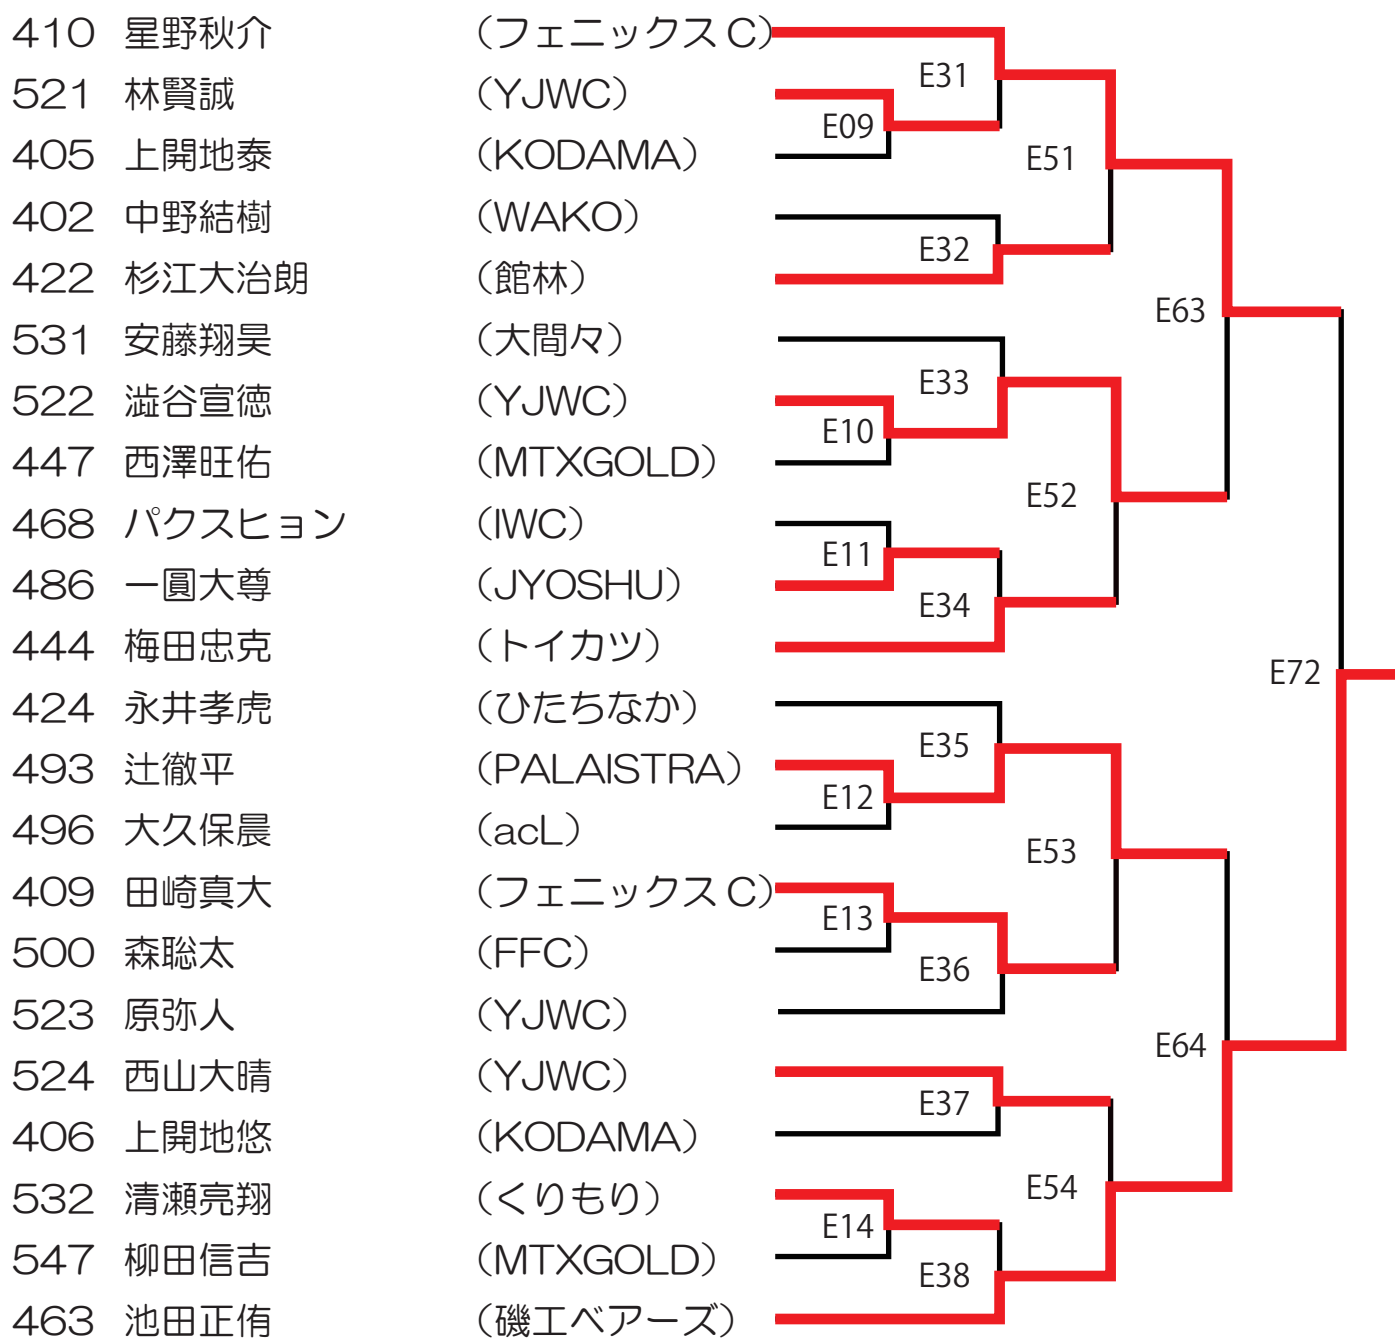 410 星野秋介 (フェニックスC)
E31
521 林賢誠 (YJWC)
E09
405 上開地泰 (KODAMA)
E51
402 中野結樹 (WAKO)
E32
422 杉江大治朗 (館林)
E63
531 安藤翔昊 (大間々)
E33
522 澁谷宣徳 (YJWC)
E10
447 西澤旺佑 (MTXGOLD)
E52
468 パクスヒョン (IWC)
E11
486 一圓大尊 (JYOSHU)
E34
444 梅田忠克 (トイカツ)
E72
424 永井孝虎 (ひたちなか)
E35
493 辻徹平 (PALAISTRA)
E12
496 大久保晨 (acL)
E53
409 田崎真大 (フェニックスC)
E13
500 森聡太 (FFC)
E36
523 原弥人 (YJWC)
E64
524 西山大晴 (YJWC)
E37
406 上開地悠 (KODAMA)
E54
532 清瀬亮翔 (くりもり)
E14
547 柳田信吉 (MTXGOLD)
E38
463 池田正侑 (磯工ベアーズ)